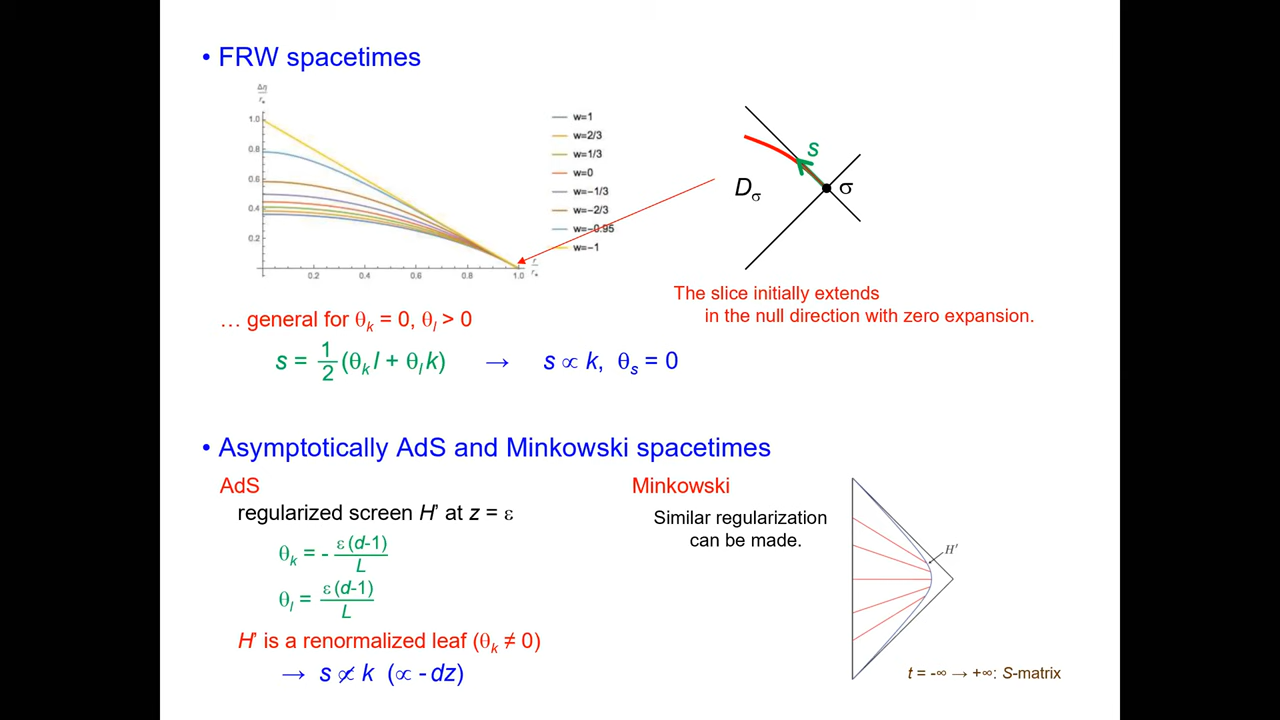 • FRW spacetimes
Δη
r*
1.0
0.8
0.6
0.4
0.2
0.2
0.4
0.6
0.8
1.0
r
r*
w=1
w=2/3
w=1/3
w=0
w=-1/3
w=-2/3
w=-0.95
w=-1
s
Dσ
σ
The slice initially extends
in the null direction with zero expansion.
… general for θk = 0, θl > 0
s = 1/2 (θk l + θl k) → s ∝ k, θs = 0
• Asymptotically AdS and Minkowski spacetimes
AdS
regularized screen H' at z = ε
θk = - ε (d-1)/L
θl = ε (d-1)/L
H' is a renormalized leaf (θk ≠ 0)
→ s ∝̸ k (∝ - dz)
Minkowski
Similar regularization
can be made.
H'
t = -∞ → +∞: S-matrix